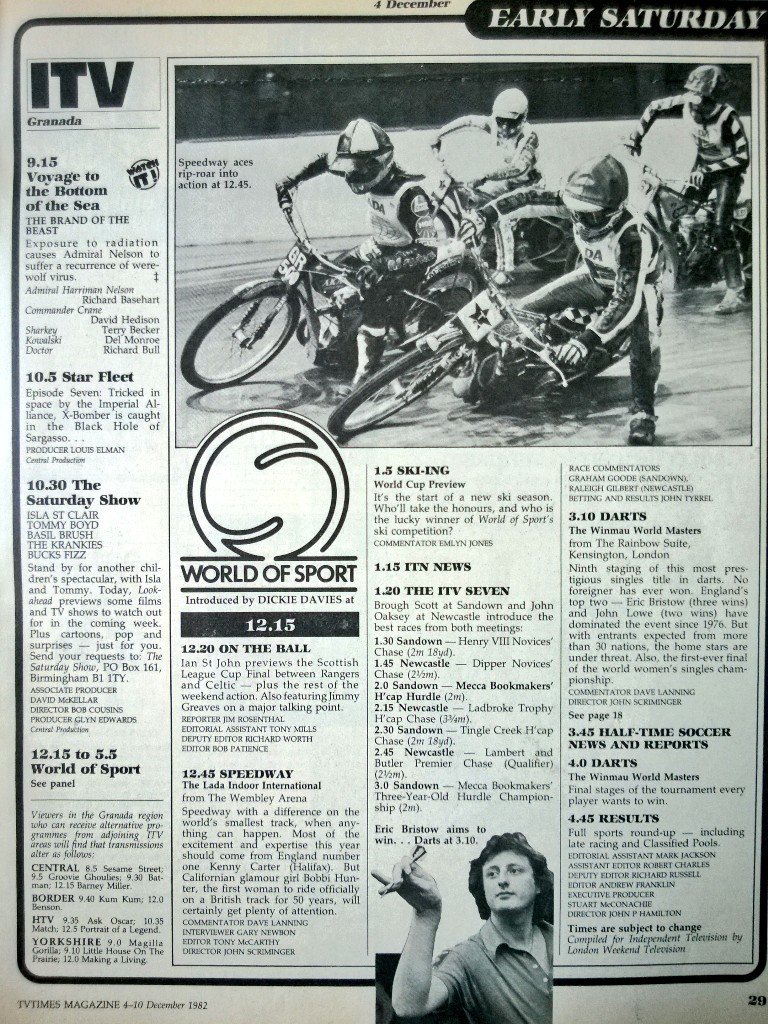 4 December
EARLY SATURDAY
ITV
Granada
9.15
Voyage to
the Bottom
of the Sea
WATCH
IT!
THE BRAND OF THE
BEAST
Exposure to radiation
causes Admiral Nelson to
suffer a recurrence of were-
wolf virus. ‡
Admiral Harriman Nelson
Richard Basehart
Commander Crane
David Hedison
Sharkey Terry Becker
Kowalski Del Monroe
Doctor Richard Bull
10.5 Star Fleet
Episode Seven: Tricked in
space by the Imperial Al-
liance, X-Bomber is caught
in the Black Hole of
Sargasso. . .
PRODUCER LOUIS ELMAN
Central Production
10.30 The
Saturday Show
ISLA ST CLAIR
TOMMY BOYD
BASIL BRUSH
THE KRANKIES
BUCKS FIZZ
Stand by for another chil-
dren's spectacular, with Isla
and Tommy. Today, Look-
ahead previews some films
and TV shows to watch out
for in the coming week.
Plus cartoons, pop and
surprises — just for you.
Send your requests to: The
Saturday Show, PO Box 161,
Birmingham B1 1TY.
ASSOCIATE PRODUCER
DAVID McKELLAR
DIRECTOR BOB COUSINS
PRODUCER GLYN EDWARDS
Central Production
12.15 to 5.5
World of Sport
See panel
Viewers in the Granada region
who can receive alternative pro-
grammes from adjoining ITV
areas will find that transmissions
alter as follows:
CENTRAL 8.5 Sesame Street;
9.5 Groovie Ghoulies; 9.30 Bat-
man; 12.15 Barney Miller.
BORDER 9.40 Kum Kum; 12.0
Benson.
HTV 9.35 Ask Oscar; 10.35
Match; 12.5 Portrait of a Legend.
YORKSHIRE 9.0 Magilla
Gorilla; 9.10 Little House On The
Prairie; 12.0 Making a Living.
Speedway aces
rip-roar into
action at 12.45.
WORLD OF SPORT
Introduced by DICKIE DAVIES at
12.15
12.20 ON THE BALL
Ian St John previews the Scottish
League Cup Final between Rangers
and Celtic — plus the rest of the
weekend action. Also featuring Jimmy
Greaves on a major talking point.
REPORTER JIM ROSENTHAL
EDITORIAL ASSISTANT TONY MILLS
DEPUTY EDITOR RICHARD WORTH
EDITOR BOB PATIENCE
12.45 SPEEDWAY
The Lada Indoor International
from The Wembley Arena
Speedway with a difference on the
world's smallest track, when any-
thing can happen. Most of the
excitement and expertise this year
should come from England number
one Kenny Carter (Halifax). But
Californian glamour girl Bobbi Hun-
ter, the first woman to ride officially
on a British track for 50 years, will
certainly get plenty of attention.
COMMENTATOR DAVE LANNING
INTERVIEWER GARY NEWBON
EDITOR TONY McCARTHY
DIRECTOR JOHN SCRIMINGER
1.5 SKI-ING
World Cup Preview
It's the start of a new ski season.
Who'll take the honours, and who is
the lucky winner of World of Sport's
ski competition?
COMMENTATOR EMLYN JONES
1.15 ITN NEWS
1.20 THE ITV SEVEN
Brough Scott at Sandown and John
Oaksey at Newcastle introduce the
best races from both meetings:
1.30 Sandown — Henry VIII Novices'
Chase (2m 18yd).
1.45 Newcastle — Dipper Novices'
Chase (2½m).
2.0 Sandown — Mecca Bookmakers'
H'cap Hurdle (2m).
2.15 Newcastle — Ladbroke Trophy
H'cap Chase (3¾m).
2.30 Sandown — Tingle Creek H'cap
Chase (2m 18yd).
2.45 Newcastle — Lambert and
Butler Premier Chase (Qualifier)
(2½m).
3.0 Sandown — Mecca Bookmakers'
Three-Year-Old Hurdle Champion-
ship (2m).
Eric Bristow aims to
win. . . Darts at 3.10.
RACE COMMENTATORS
GRAHAM GOODE (SANDOWN),
RALEIGH GILBERT (NEWCASTLE)
BETTING AND RESULTS JOHN TYRREL
3.10 DARTS
The Winmau World Masters
from The Rainbow Suite,
Kensington, London
Ninth staging of this most pres-
tigious singles title in darts. No
foreigner has ever won. England's
top two — Eric Bristow (three wins)
and John Lowe (two wins) have
dominated the event since 1976. But
with entrants expected from more
than 30 nations, the home stars are
under threat. Also, the first-ever final
of the world women's singles cham-
pionship.
COMMENTATOR DAVE LANNING
DIRECTOR JOHN SCRIMINGER
See page 18
3.45 HALF-TIME SOCCER
NEWS AND REPORTS
4.0 DARTS
The Winmau World Masters
Final stages of the tournament every
player wants to win.
4.45 RESULTS
Full sports round-up — including
late racing and Classified Pools.
EDITORIAL ASSISTANT MARK JACKSON
ASSISTANT EDITOR ROBERT CHARLES
DEPUTY EDITOR RICHARD RUSSELL
EDITOR ANDREW FRANKLIN
EXECUTIVE PRODUCER
STUART McCONACHIE
DIRECTOR JOHN P HAMILTON
Times are subject to change
Compiled for Independent Television by
London Weekend Television
TVTIMES MAGAZINE 4–10 December 1982
29